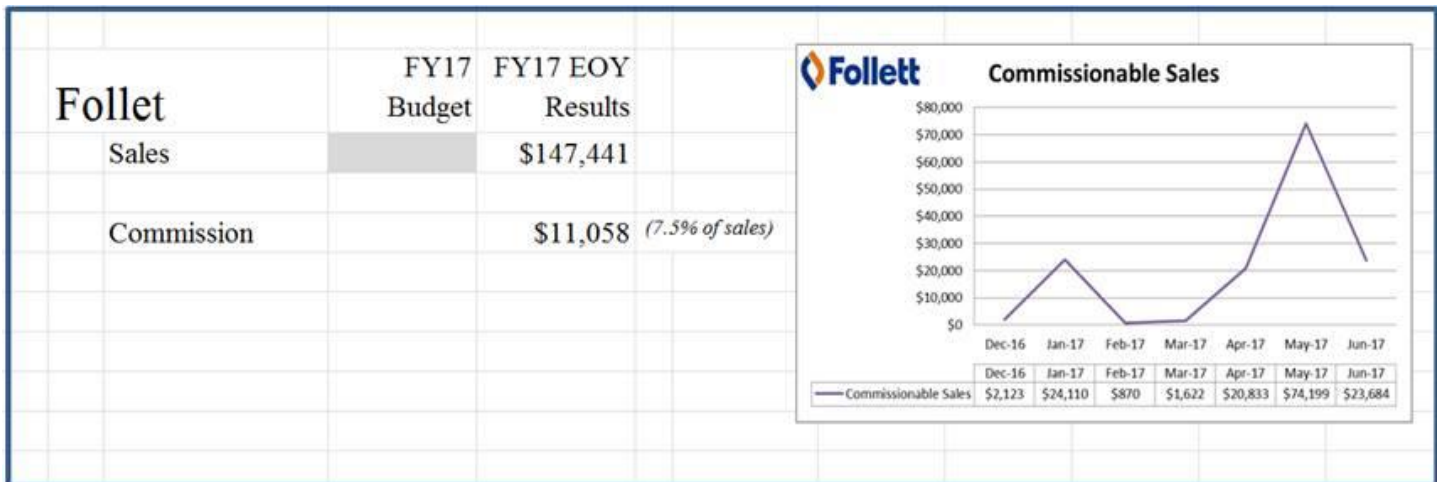 FY17 FY17 EOY
Follet Budget Results
Sales $147,441
Commission $11,058 (7.5% of sales)
Follett Commissionable Sales
$80,000
$70,000
$60,000
$50,000
$40,000
$30,000
$20,000
$10,000
$0
Dec-16 Jan-17 Feb-17 Mar-17 Apr-17 May-17 Jun-17
Dec-16 Jan-17 Feb-17 Mar-17 Apr-17 May-17 Jun-17
Commissionable Sales $2,123 $24,110 $870 $1,622 $20,833 $74,199 $23,684